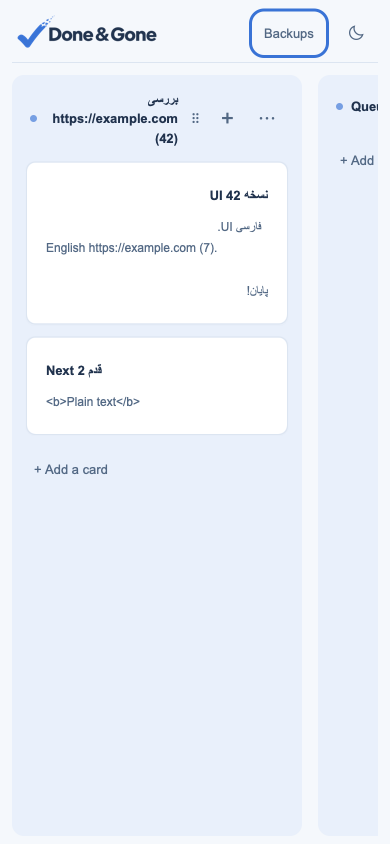 Done & Gone
Backups
بررسی
https://example.com
(42)
+
...
نسخه 42 UI
فارسی UI.
English https://example.com (7).
پایان!
Next 2 قدم
<b>Plain text</b>
+ Add a card
+ Add